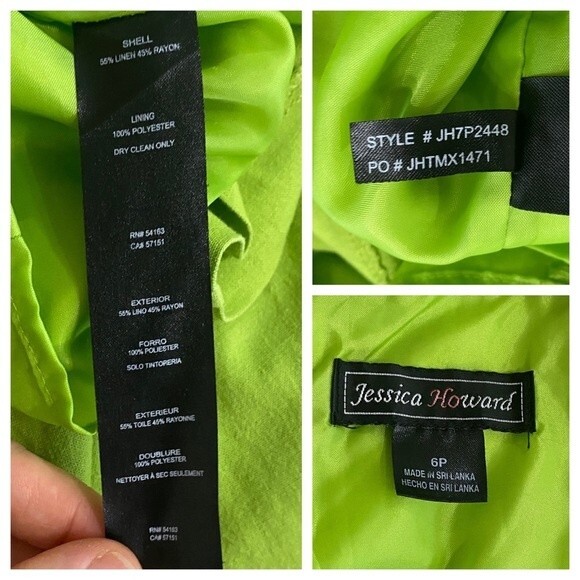 SHELL
55% LINEN 45% RAYON
LINING
100% POLYESTER
DRY CLEAN ONLY
RN# 54163
CA# 57151
EXTERIOR
55% LINO 45% RAYON
FORRO
100% POLIESTER
SOLO TINTORERIA
EXTERIEUR
55% TOILE 45% RAYONNE
DOUBLURE
100% POLYESTER
NETTOYER À SEC SEULEMENT
RN# 54163
CA# 57151
STYLE # JH7P2448
PO # JHTMX1471
Jessica Howard
6P
MADE IN SRI LANKA
HECHO EN SRI LANKA